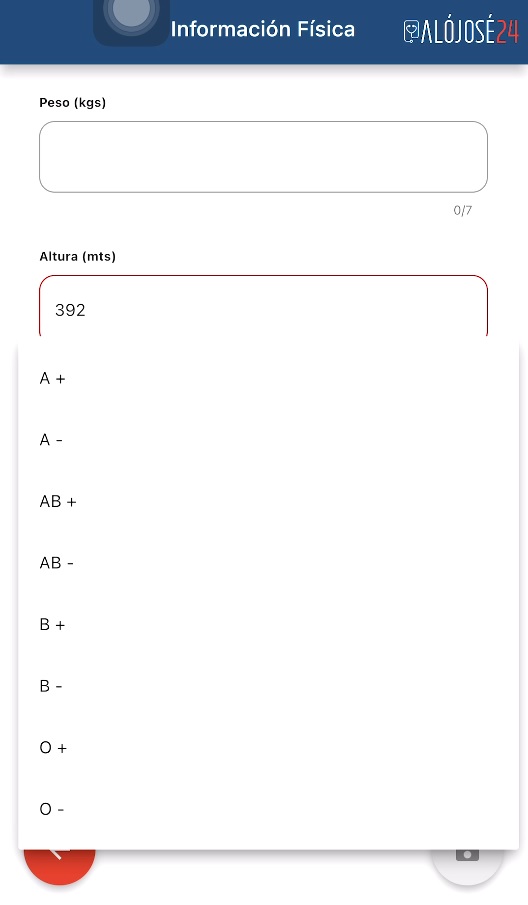 Información Física
ALÓJOSÉ24
Peso (kgs)
0/7
Altura (mts)
392
A +
A -
AB +
AB -
B +
B -
O +
O -